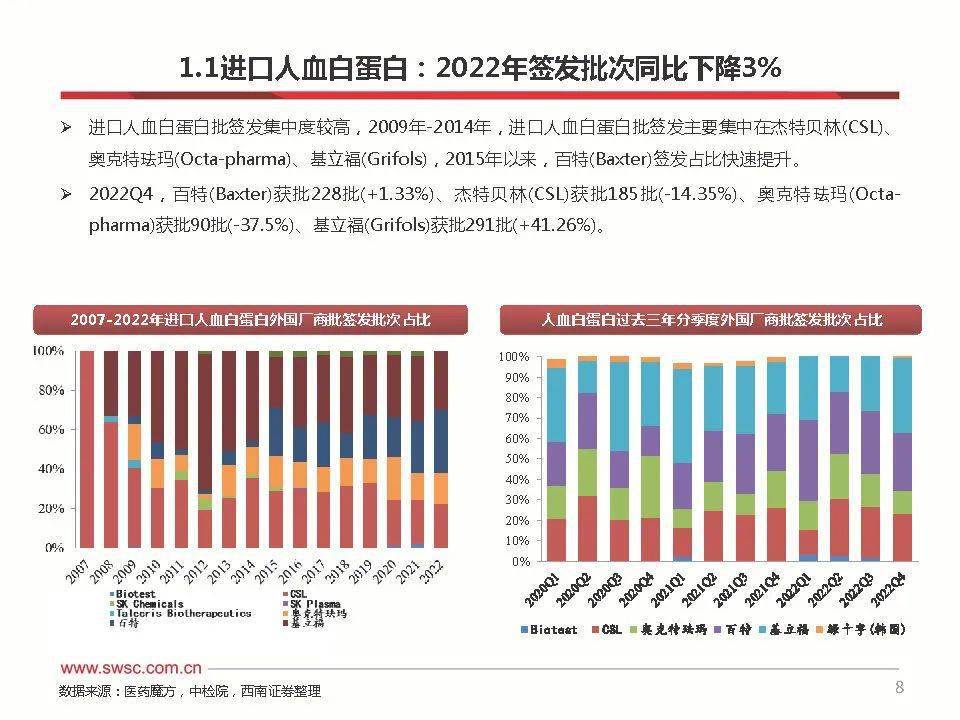 1.1进口人血白蛋白：2022年签发批次同比下降3%
➢ 进口人血白蛋白批签发集中度较高，2009年-2014年，进口人血白蛋白批签发主要集中在杰特贝林(CSL)、
奥克特珐玛(Octa-pharma)、基立福(Grifols)，2015年以来，百特(Baxter)签发占比快速提升。
➢ 2022Q4，百特(Baxter)获批228批(+1.33%)、杰特贝林(CSL)获批185批(-14.35%)、奥克特珐玛(Octa-
pharma)获批90批(-37.5%)、基立福(Grifols)获批291批(+41.26%)。
2007-2022年进口人血白蛋白外国厂商批签发批次占比
100%
80%
60%
40%
20%
0%
2007 2008 2009 2010 2011 2012 2013 2014 2015 2016 2017 2018 2019 2020 2021 2022
Biotest CSL
SK Chemicals SK Plasma
Talecris Biotherapeutics 奥克特珐玛
百特 基立福
人血白蛋白过去三年分季度外国厂商批签发批次占比
100%
90%
80%
70%
60%
50%
40%
30%
20%
10%
0%
2020Q1 2020Q2 2020Q3 2020Q4 2021Q1 2021Q2 2021Q3 2021Q4 2022Q1 2022Q2 2022Q3 2022Q4
Biotest CSL 奥克特珐玛 百特 基立福 绿十字(韩国)
www.swsc.com.cn
数据来源：医药魔方，中检院，西南证券整理
8